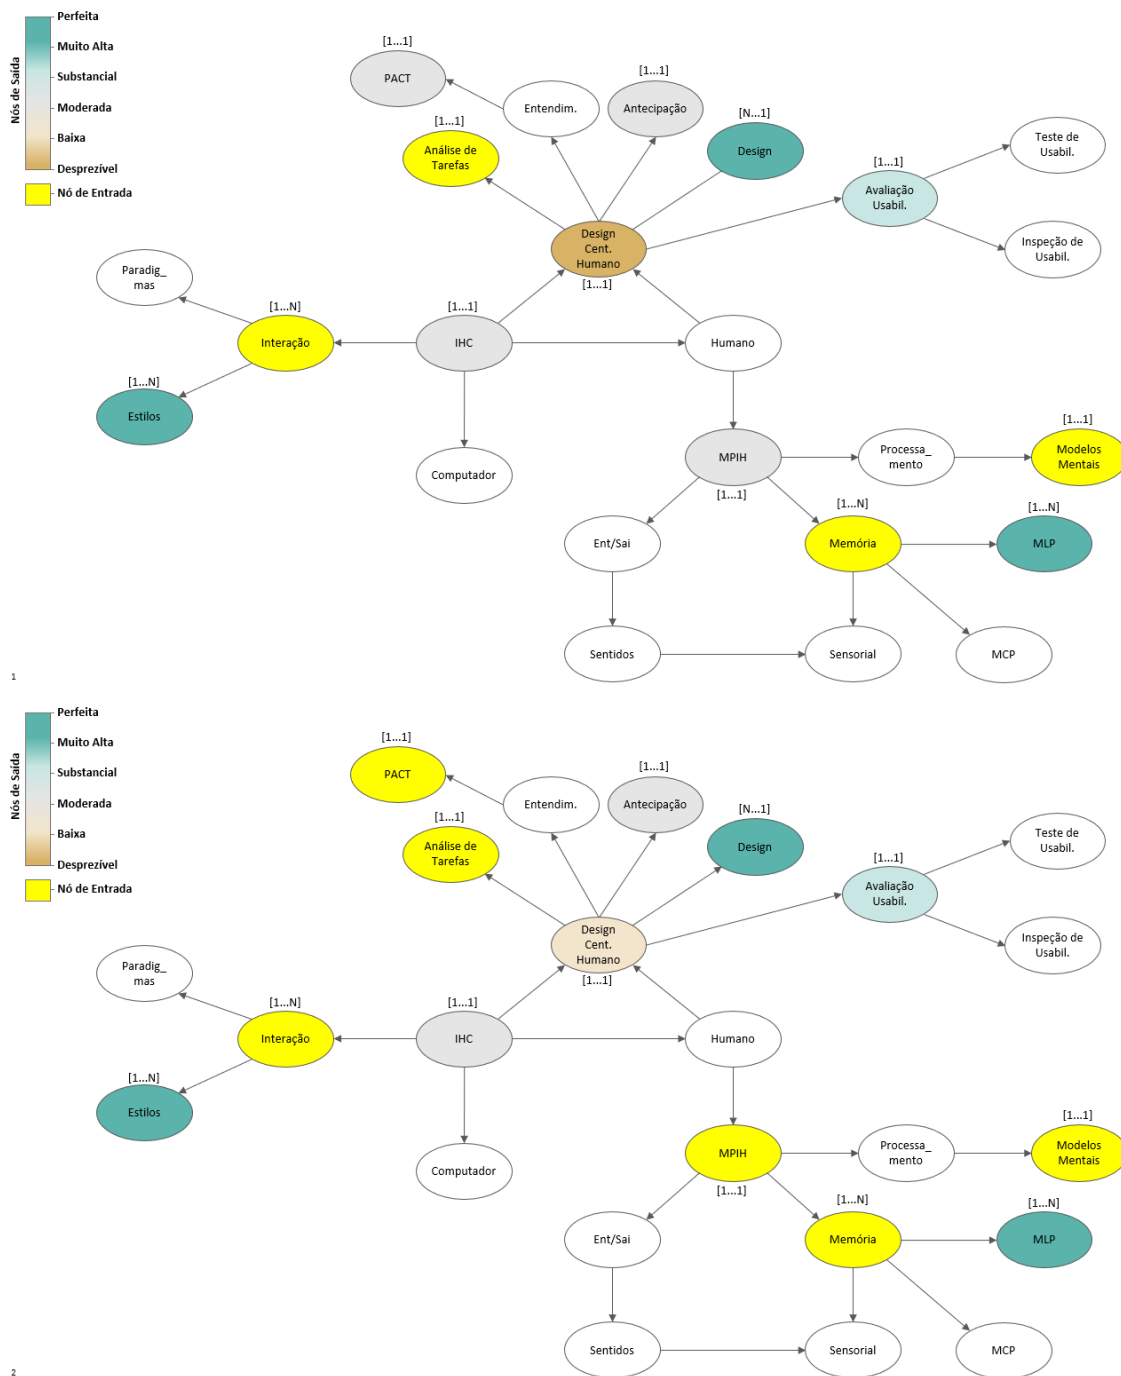 Nós de Saída
Perfeita
Muito Alta
Substancial
Moderada
Baixa
Desprezível
Nó de Entrada
[1...1]
PACT
Entendim.
[1...1]
Antecipação
[1...1]
Análise de
Tarefas
[N...1]
Design
Teste de
Usabil.
[1...1]
Avaliação
Usabil.
Inspeção de
Usabil.
Design
Cent.
Humano
[1...1]
Paradig_
mas
[1...N]
Interação
[1...1]
IHC
Humano
[1...N]
Estilos
Computador
MPIH
[1...1]
Processa_
mento
[1...1]
Modelos
Mentais
Ent/Sai
[1...N]
Memória
[1...N]
MLP
Sentidos
Sensorial
MCP
1
Nós de Saída
Perfeita
Muito Alta
Substancial
Moderada
Baixa
Desprezível
Nó de Entrada
[1...1]
PACT
Entendim.
[1...1]
Antecipação
[1...1]
Análise de
Tarefas
[N...1]
Design
Teste de
Usabil.
[1...1]
Avaliação
Usabil.
Inspeção de
Usabil.
Design
Cent.
Humano
[1...1]
Paradig_
mas
[1...N]
Interação
[1...1]
IHC
Humano
[1...N]
Estilos
Computador
MPIH
[1...1]
Processa_
mento
[1...1]
Modelos
Mentais
Ent/Sai
[1...N]
Memória
[1...N]
MLP
Sentidos
Sensorial
MCP
2